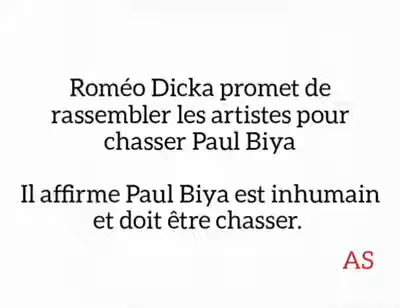 Roméo Dicka promet de
rassembler les artistes pour
chasser Paul Biya
Il affirme Paul Biya est inhumain
et doit être chasser.
AS